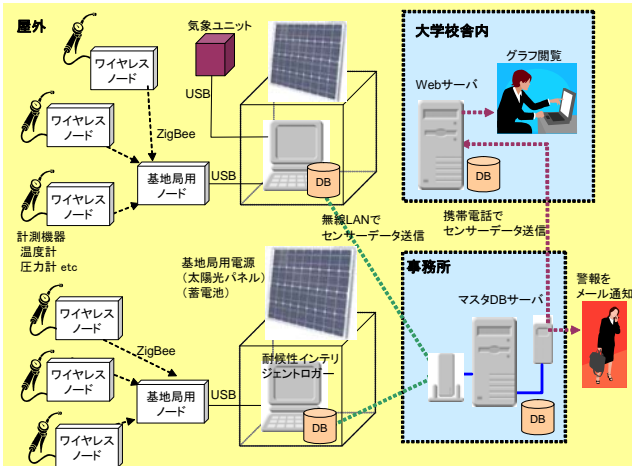 屋外
気象ユニット
大学校舎内
グラフ閲覧
ワイヤレス
ノード
USB
Webサーバ
ワイヤレス
ノード
ZigBee
基地局用
ノード
USB
DB
DB
ワイヤレス
ノード
計測機器
温度計
圧力計 etc
無線LANで
センサーデータ送信
携帯電話で
センサーデータ送信
基地局用電源
(太陽光パネル)
(蓄電池)
事務所
マスタDBサーバ
警報を
メール通知
ワイヤレス
ノード
ZigBee
耐候性インテリ
ジェントロガー
ワイヤレス
ノード
基地局用
ノード
USB
DB
DB
ワイヤレス
ノード